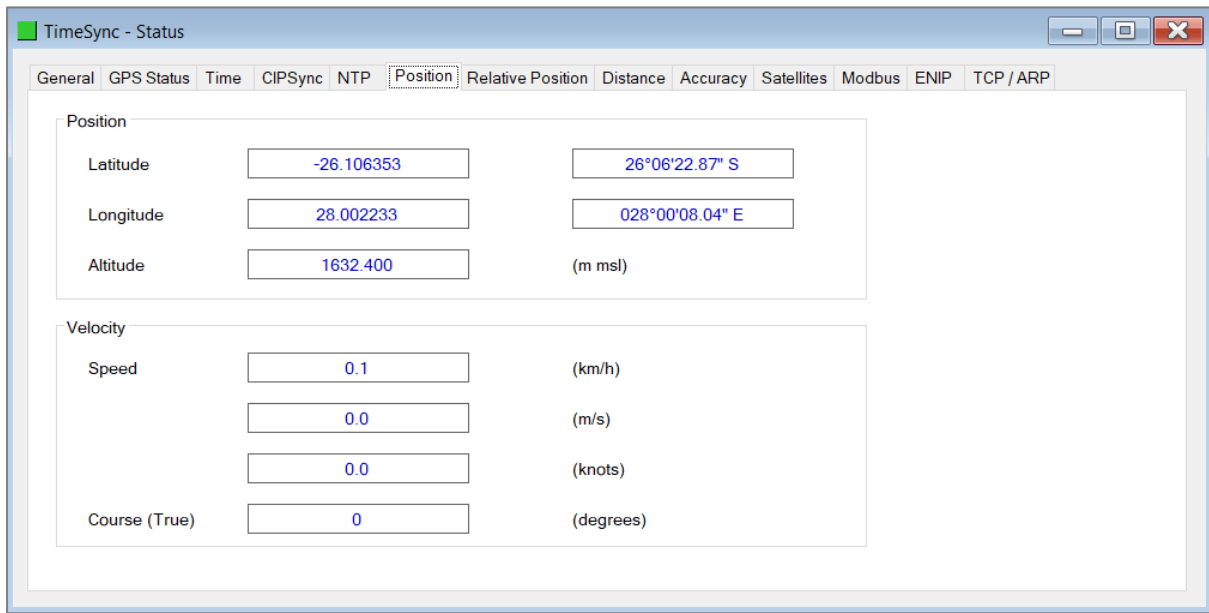 TimeSync - Status
General GPS Status Time CIPSync NTP Position Relative Position Distance Accuracy Satellites Modbus ENIP TCP / ARP
Position
Latitude -26.106353 26°06'22.87" S
Longitude 28.002233 028°00'08.04" E
Altitude 1632.400 (m msl)
Velocity
Speed 0.1 (km/h)
0.0 (m/s)
0.0 (knots)
Course (True) 0 (degrees)